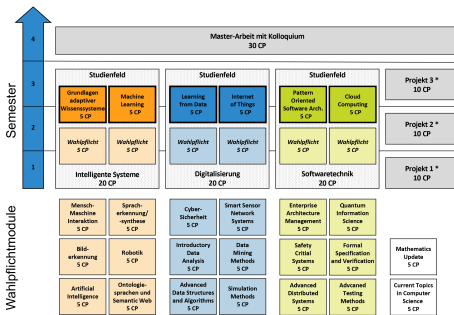 4
Master-Arbeit mit Kolloquium
30 CP
Semester
3
2
1
Studienfeld
Grundlagen
adaptiver
Wissenssysteme
5 CP
Machine
Learning
5 CP
Wahlpflicht
5 CP
Wahlpflicht
5 CP
Intelligente Systeme
20 CP
Studienfeld
Learning
from Data
5 CP
Internet
of Things
5 CP
Wahlpflicht
5 CP
Wahlpflicht
5 CP
Digitalisierung
20 CP
Studienfeld
Pattern
Oriented
Software Arch.
5 CP
Cloud
Computing
5 CP
Wahlpflicht
5 CP
Wahlpflicht
5 CP
Softwaretechnik
20 CP
Projekt 3 *
10 CP
Projekt 2 *
10 CP
Projekt 1 *
10 CP
Wahlpflichtmodule
Mensch-
Maschine
Interaktion
5 CP
Sprach-
erkennung/
-synthese
5 CP
Cyber-
Sicherheit
5 CP
Smart Sensor
Network
Systems
5 CP
Enterprise
Architecture
Management
5 CP
Quantum
Information
Science
5 CP
Bild-
erkennung
5 CP
Robotik
5 CP
Introductory
Data
Analysis
5 CP
Data
Mining
Methods
5 CP
Safety
Critial
Systems
5 CP
Formal
Specification
and Verification
5 CP
Mathematics
Update
5 CP
Artificial
Intelligence
5 CP
Ontologie-
sprachen und
Semantic Web
5 CP
Advanced
Data Structures
and Algorithms
5 CP
Simulation
Methods
5 CP
Advanced
Distributed
Systems
5 CP
Advcaned
Testing
Methods
5 CP
Current Topics
in Computer
Science
5 CP